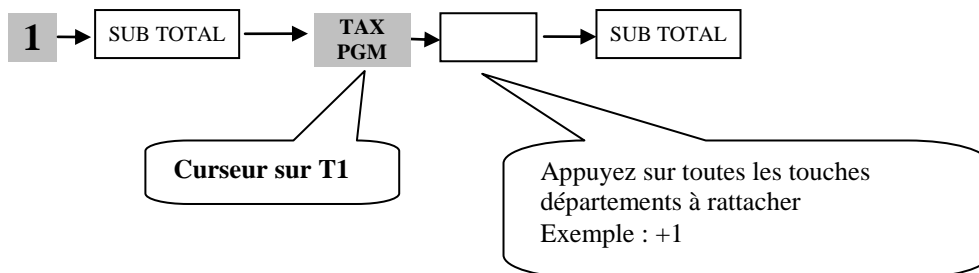 1 SUB TOTAL TAX PGM SUB TOTAL
Curseur sur T1
Appuyez sur toutes les touches
départements à rattacher
Exemple : +1